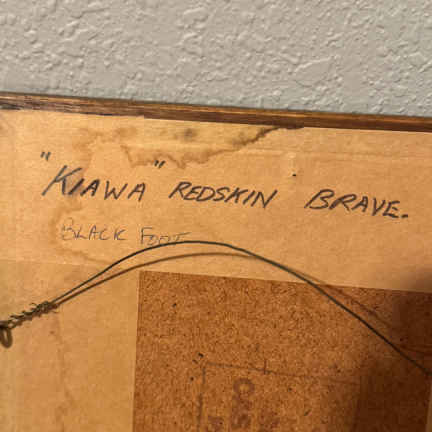 "KIAWA" REDSKIN BRAVE.
BLACK FOOT